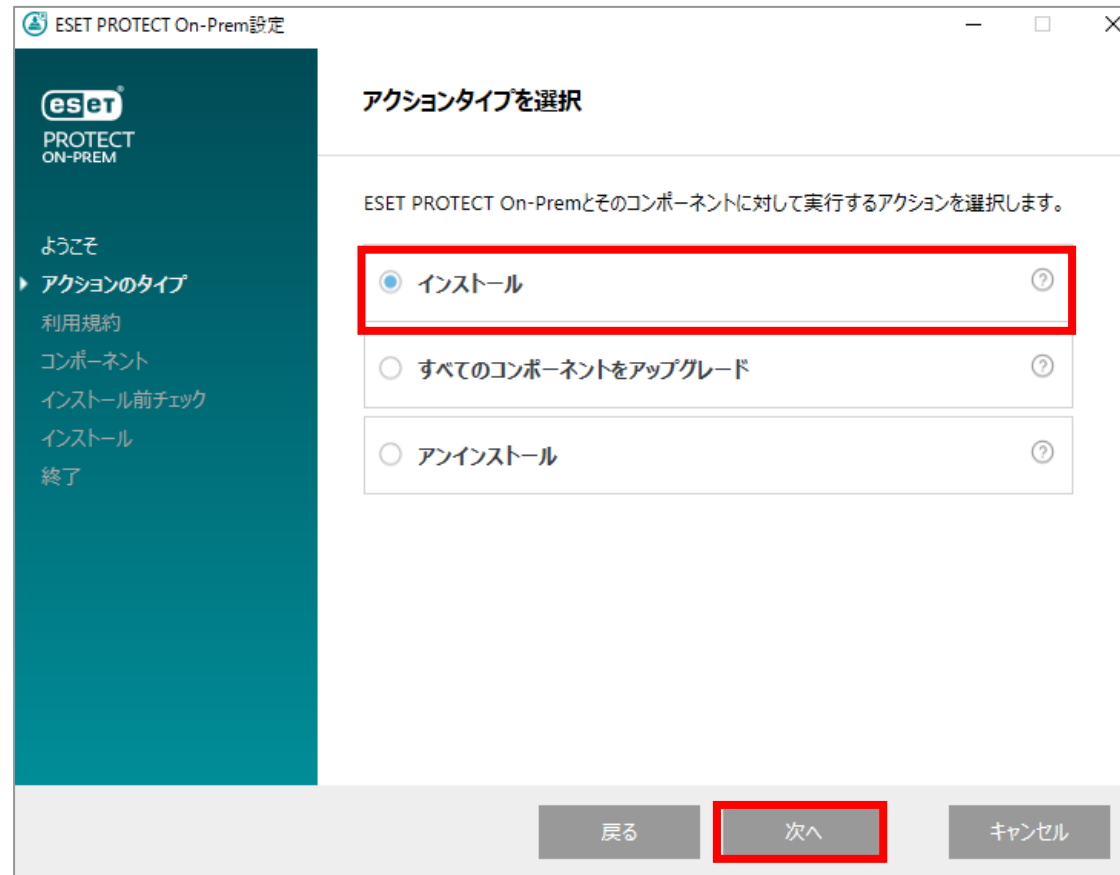 ESET PROTECT On-Prem設定
eset
PROTECT
ON-PREM
ようこそ
アクションのタイプ
利用規約
コンポーネント
インストール前チェック
インストール
終了
アクションタイプを選択
ESET PROTECT On-Premとそのコンポーネントに対して実行するアクションを選択します。
インストール
すべてのコンポーネントをアップグレード
アンインストール
戻る
次へ
キャンセル